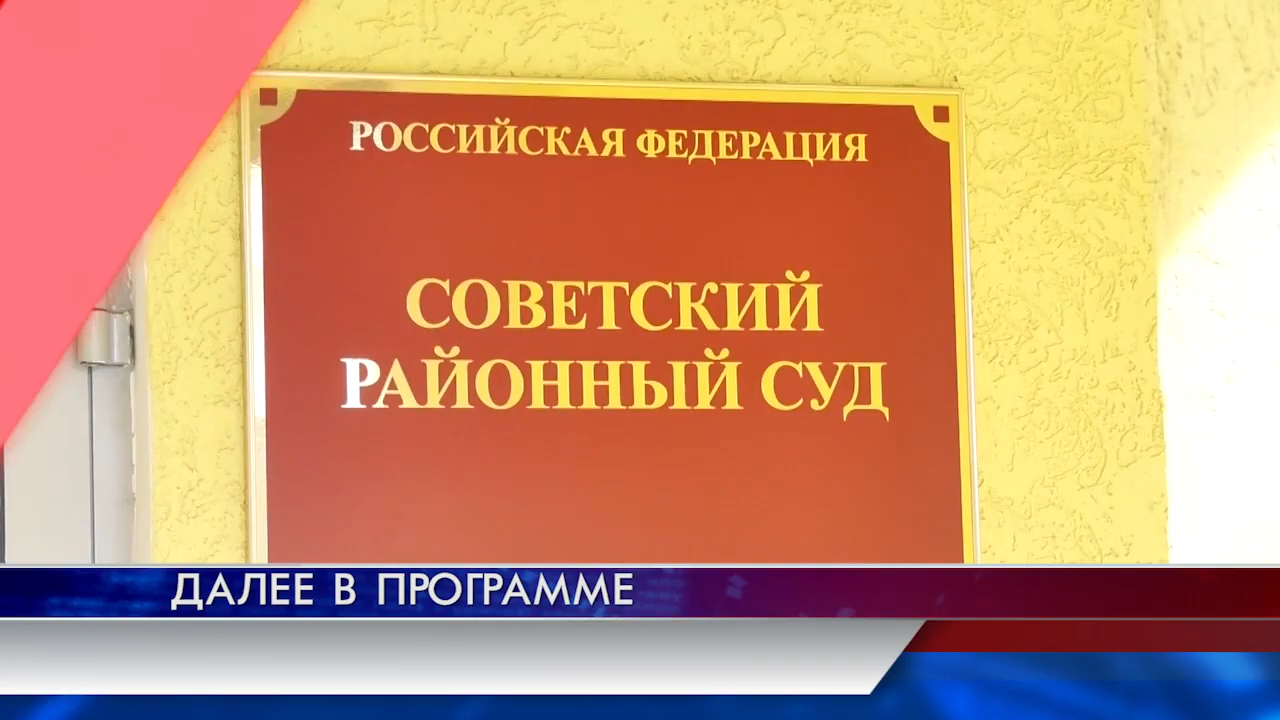 РОССИЙСКАЯ ФЕДЕРАЦИЯ
СОВЕТСКИЙ
РАЙОННЫЙ СУД
ДАЛЕЕ В ПРОГРАММЕ